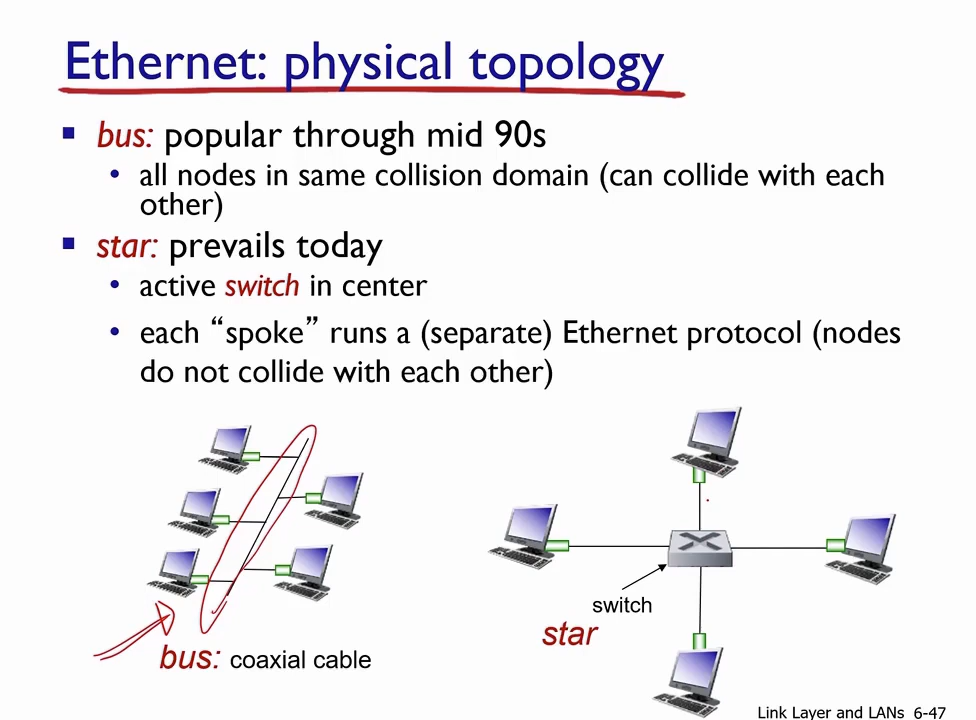 Ethernet: physical topology
bus: popular through mid 90s
all nodes in same collision domain (can collide with each
other)
star: prevails today
active switch in center
each “spoke” runs a (separate) Ethernet protocol (nodes
do not collide with each other)
switch
star
bus: coaxial cable
Link Layer and LANs 6-47